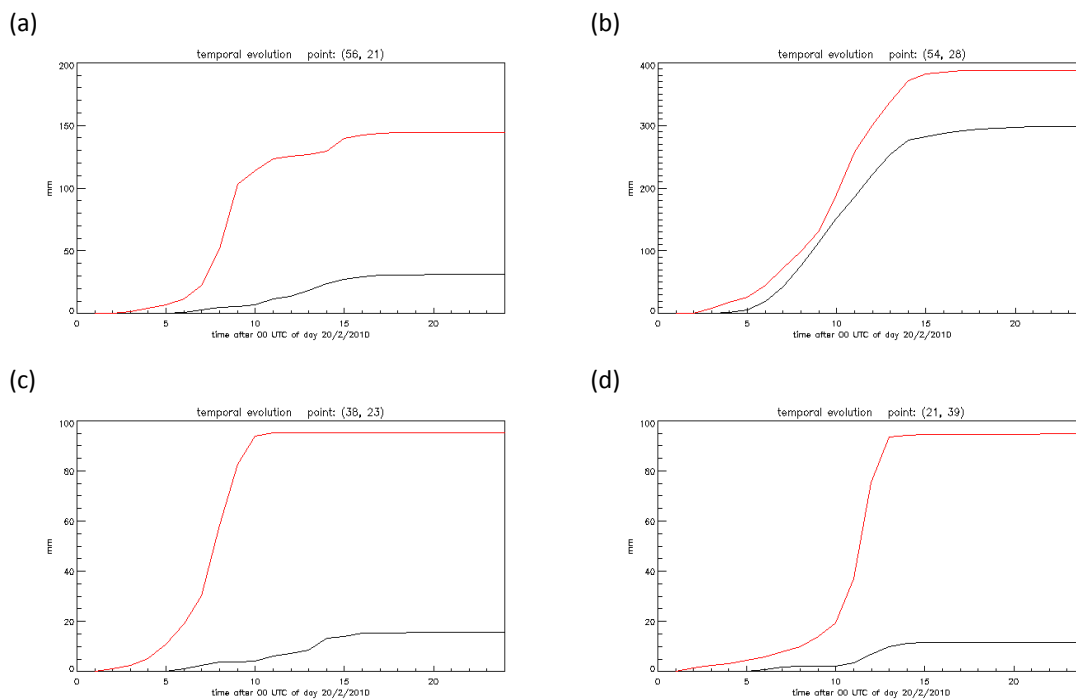 (a)
temporal evolution point: (56, 21)
200
150
100
50
0
mm
0 5 10 15 20
time after 00 UTC of day 20/2/2010
(b)
temporal evolution point: (54, 28)
400
300
200
100
0
mm
0 5 10 15 20
time after 00 UTC of day 20/2/2010
(c)
temporal evolution point: (38, 23)
100
80
60
40
20
0
mm
0 5 10 15 20
time after 00 UTC of day 20/2/2010
(d)
temporal evolution point: (21, 39)
100
80
60
40
20
0
mm
0 5 10 15 20
time after 00 UTC of day 20/2/2010